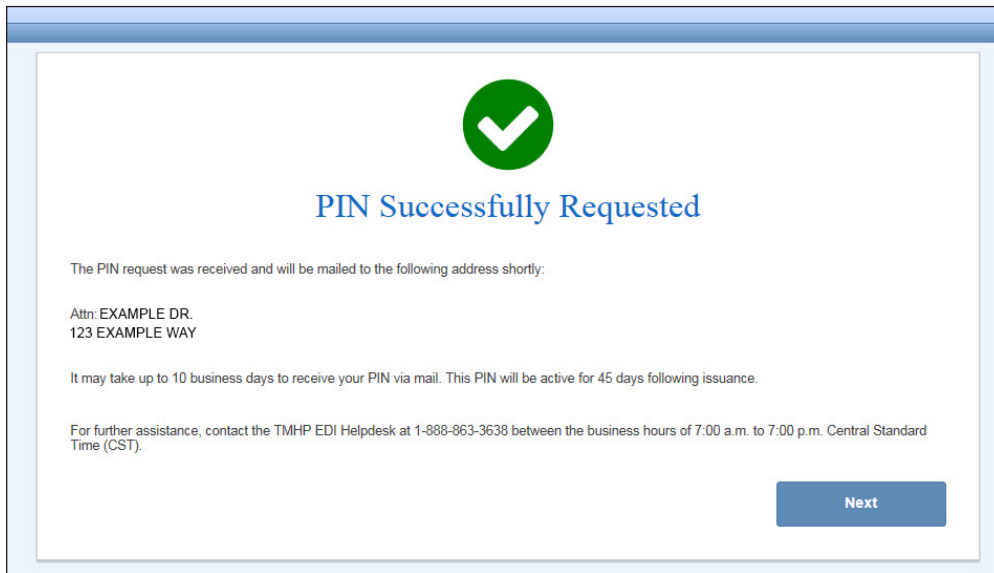 PIN Successfully Requested
The PIN request was received and will be mailed to the following address shortly:
Attn: EXAMPLE DR.
123 EXAMPLE WAY
It may take up to 10 business days to receive your PIN via mail. This PIN will be active for 45 days following issuance.
For further assistance, contact the TMHP EDI Helpdesk at 1-888-863-3638 between the business hours of 7:00 a.m. to 7:00 p.m. Central Standard
Time (CST).
Next